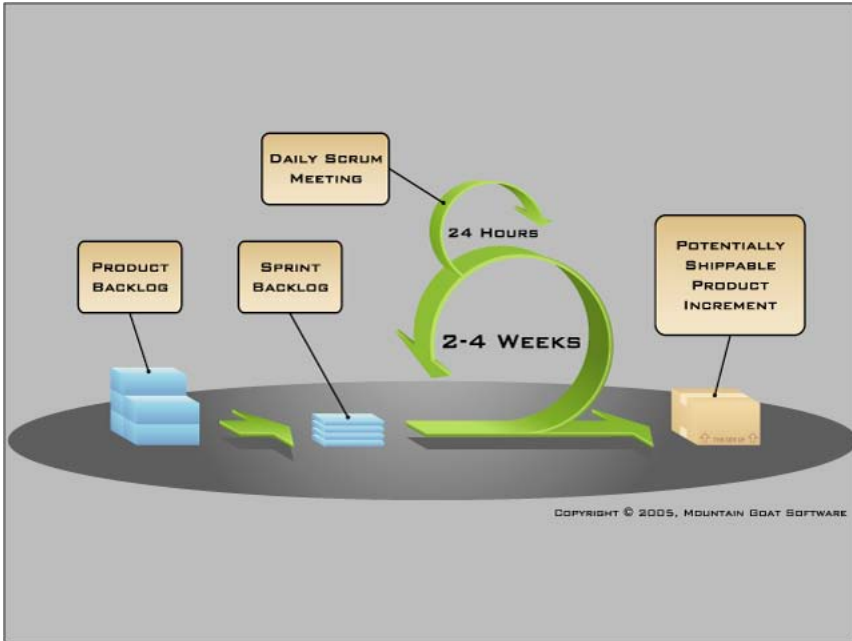 Daily Scrum
Meeting
24 Hours
Product
Backlog
Sprint
Backlog
Potentially
Shippable
Product
Increment
2-4 Weeks
Copyright © 2005, Mountain Goat Software